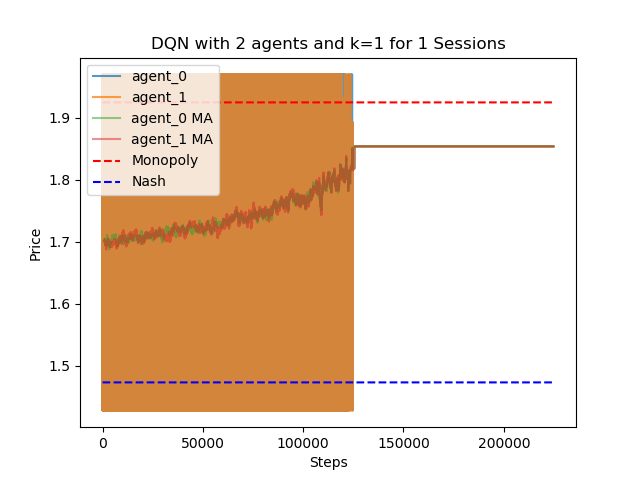 DQN with 2 agents and k=1 for 1 Sessions
agent_0
agent_1
agent_0 MA
agent_1 MA
Monopoly
Nash
Price
1.9
1.8
1.7
1.6
1.5
0
50000
100000
150000
200000
Steps